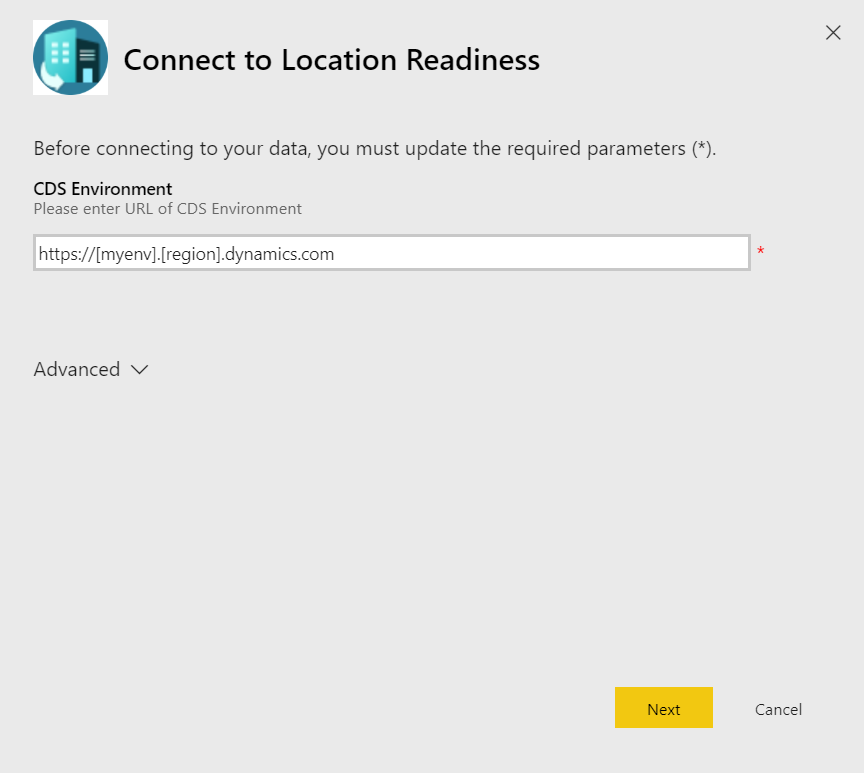 Connect to Location Readiness
Before connecting to your data, you must update the required parameters (*).
CDS Environment
Please enter URL of CDS Environment
https://[myenv].[region].dynamics.com *
Advanced
Next Cancel